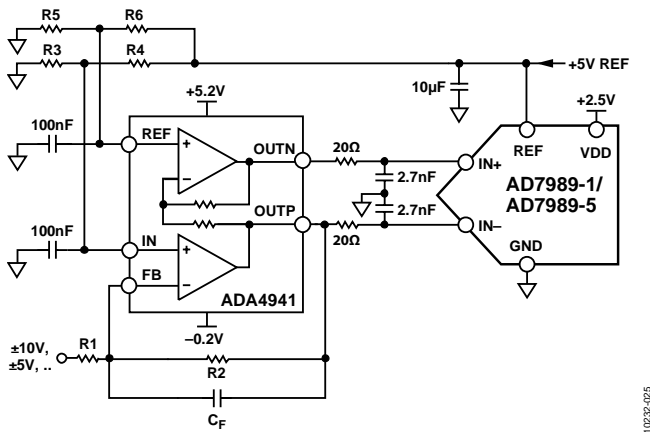 R5
R6
R3
R4
+5V REF
10µF
+5.2V
+2.5V
100nF
REF
OUTN
20Ω
IN+
REF
VDD
2.7nF
AD7989-1/
AD7989-5
2.7nF
OUTP
20Ω
IN–
100nF
IN
FB
GND
ADA4941
–0.2V
±10V,
±5V, ..
R1
R2
CF
10232-025